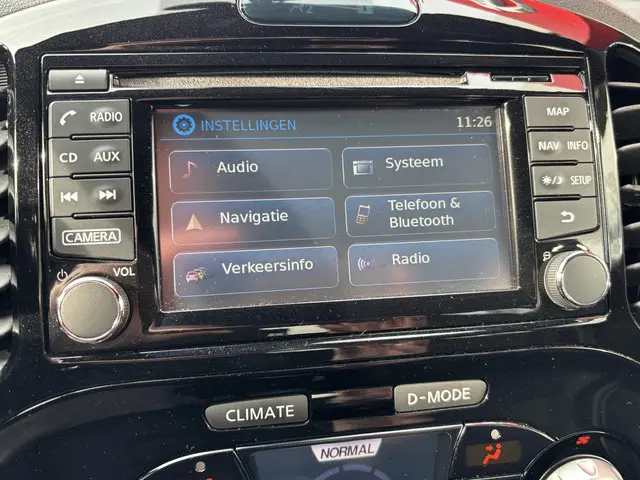 RADIO
CD AUX
CAMERA
VOL
INSTELLINGEN 11:26
Audio
Systeem
Navigatie
Telefoon &
Bluetooth
Verkeersinfo
Radio
MAP
NAV INFO
SETUP
CLIMATE
D-MODE
NORMAL